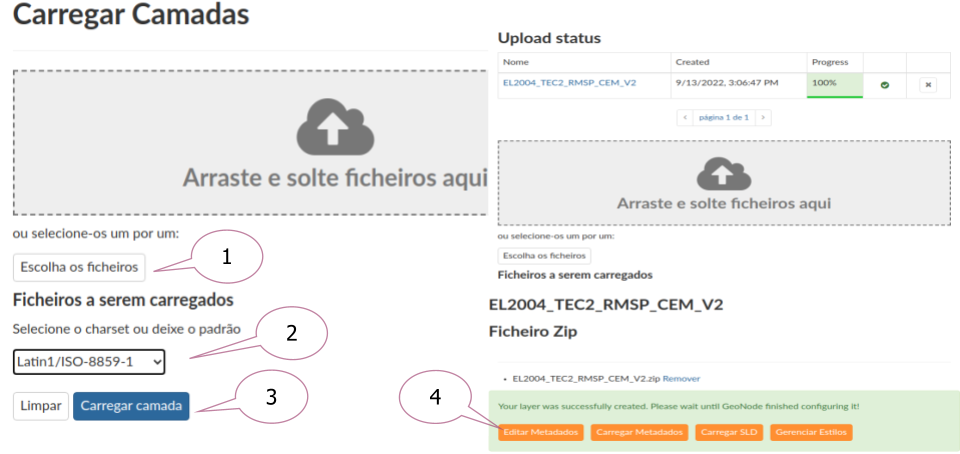 Carregar Camadas
Arraste e solte ficheiros aqui
ou selecione-os um por um:
Escolha os ficheiros
1
Ficheiros a serem carregados
Selecione o charset ou deixe o padrão
2
Latin1/ISO-8859-1
Limpar Carregar camada
3
Upload status
Nome Created Progress
EL2004_TEC2_RMSP_CEM_V2 9/13/2022, 3:06:47 PM 100%
página 1 de 1
Arraste e solte ficheiros aqui
ou selecione-os um por um:
Escolha os ficheiros
Ficheiros a serem carregados
EL2004_TEC2_RMSP_CEM_V2
Ficheiro Zip
EL2004_TEC2_RMSP_CEM_V2.zip Remover
4
Your layer was successfully created. Please wait until GeoNode finished configuring it!
Editar Metadados Carregar Metadados Carregar SLD Gerenciar Estilos